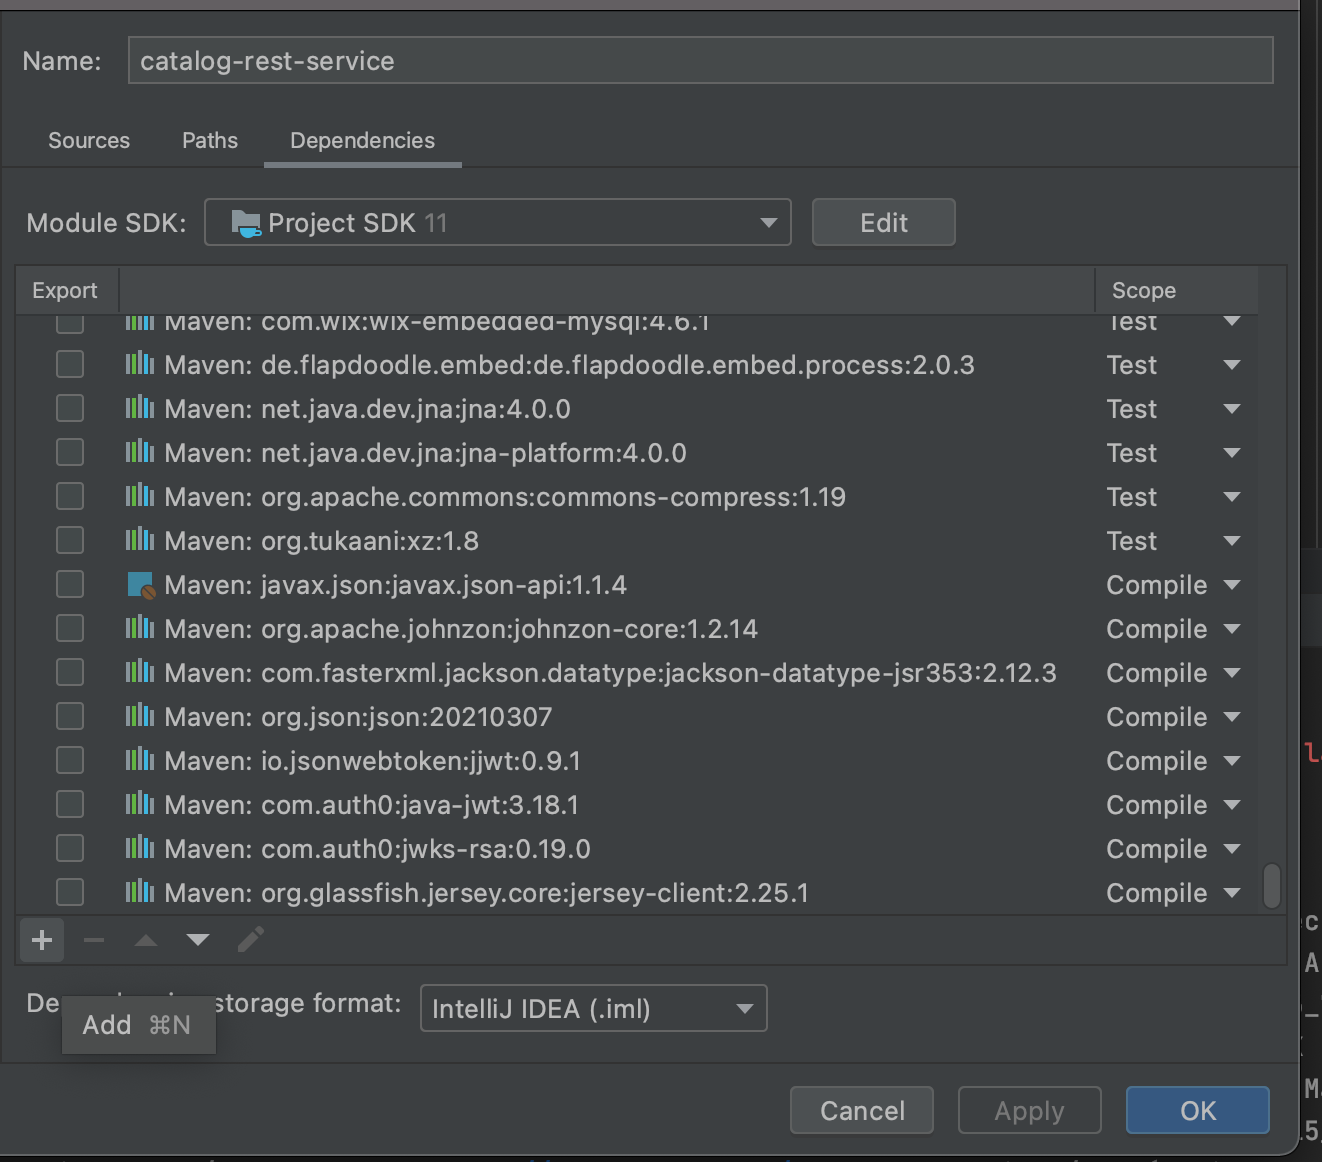 Name: catalog-rest-service
Sources Paths Dependencies
Module SDK: Project SDK 11 Edit
Export Scope
Maven: com.wix:wix-embedded-mysql:4.6.1 Test
Maven: de.flapdoodle.embed:de.flapdoodle.embed.process:2.0.3 Test
Maven: net.java.dev.jna:jna:4.0.0 Test
Maven: net.java.dev.jna:jna-platform:4.0.0 Test
Maven: org.apache.commons:commons-compress:1.19 Test
Maven: org.tukaani:xz:1.8 Test
Maven: javax.json:javax.json-api:1.1.4 Compile
Maven: org.apache.johnzon:johnzon-core:1.2.14 Compile
Maven: com.fasterxml.jackson.datatype:jackson-datatype-jsr353:2.12.3 Compile
Maven: org.json:json:20210307 Compile
Maven: io.jsonwebtoken:jjwt:0.9.1 Compile
Maven: com.auth0:java-jwt:3.18.1 Compile
Maven: com.auth0:jwks-rsa:0.19.0 Compile
Maven: org.glassfish.jersey.core:jersey-client:2.25.1 Compile
storage format: IntelliJ IDEA (.iml)
Add ⌘N
Cancel Apply OK